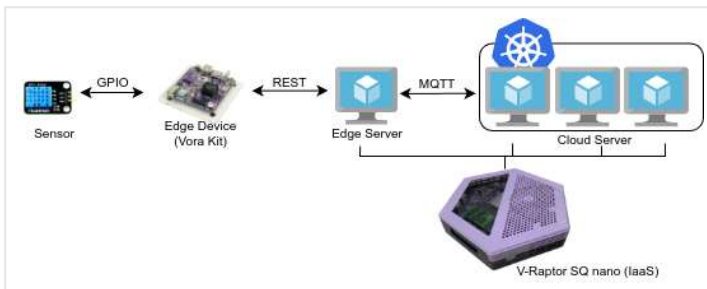 GPIO
REST
MQTT
Sensor
Edge Device
(Vora Kit)
Edge Server
Cloud Server
V-Raptor SQ nano (IaaS)